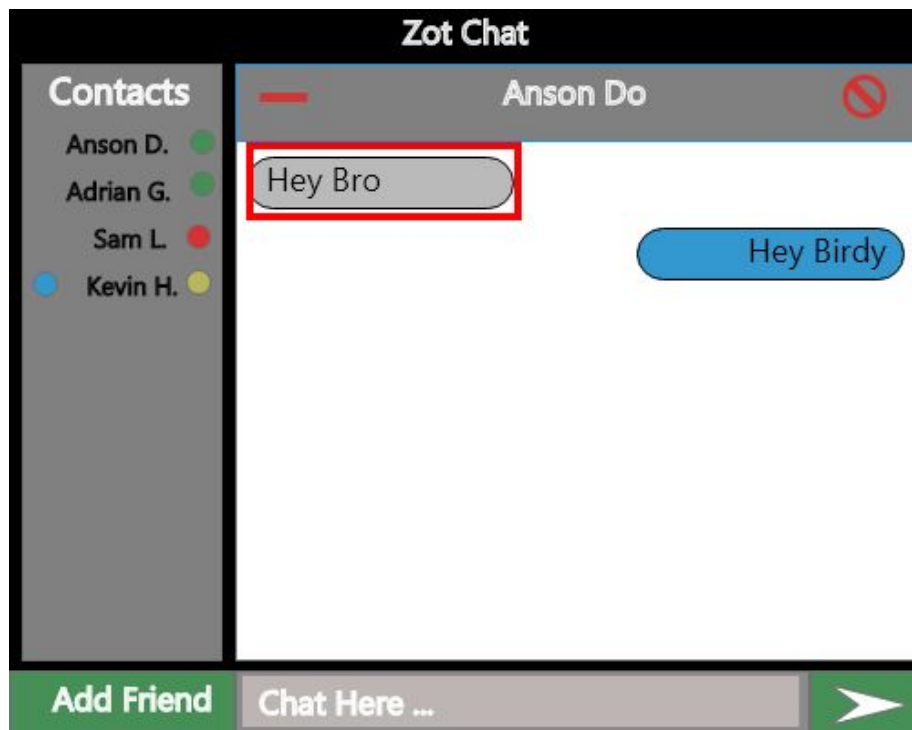 Zot Chat
Contacts
Anson D.
Adrian G.
Sam L.
Kevin H.
Anson Do
Hey Bro
Hey Birdy
Add Friend
Chat Here ...